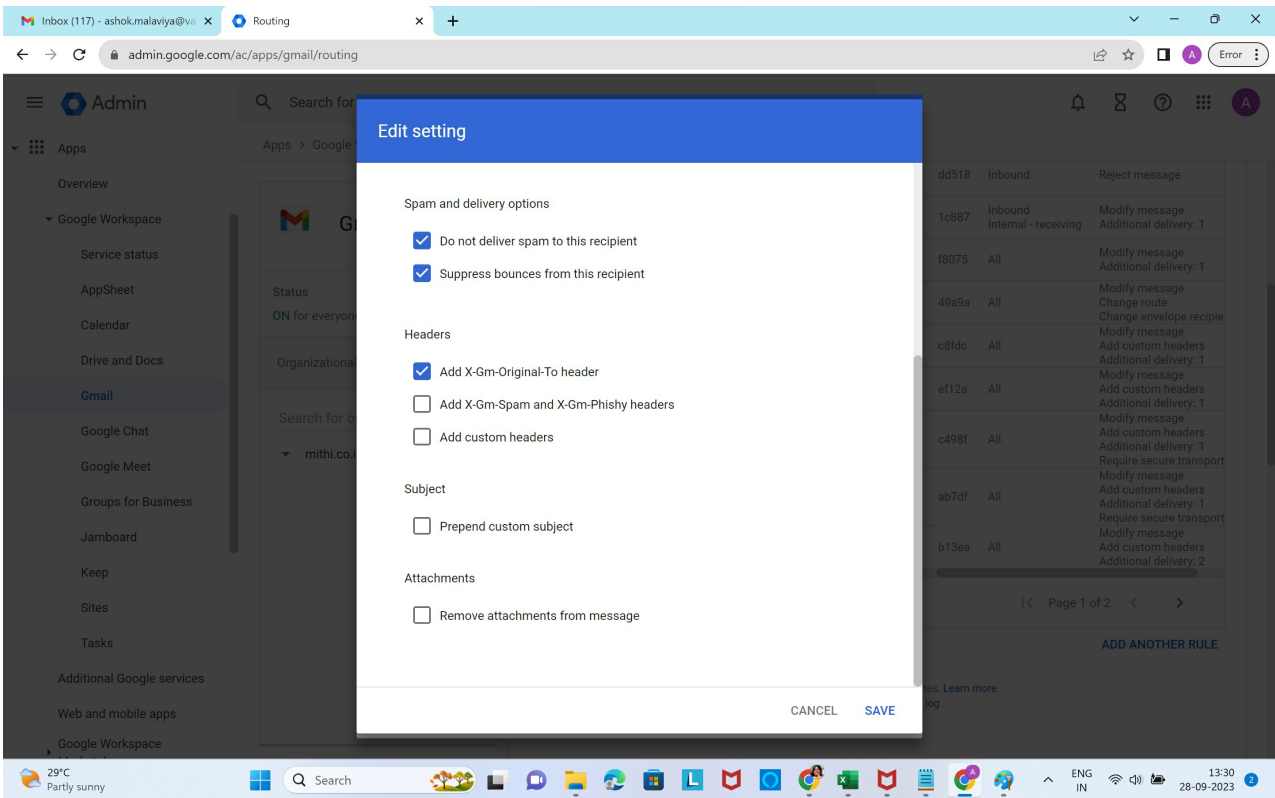 Inbox (117) - ashok.malaviya@va
Routing
admin.google.com/ac/apps/gmail/routing
A
Error
Admin
Search for
A
Apps
Overview
Google Workspace
Service status
AppSheet
Calendar
Drive and Docs
Gmail
Google Chat
Google Meet
Groups for Business
Jamboard
Keep
Sites
Tasks
Additional Google services
Web and mobile apps
Google Workspace
Apps > Google
G
Status
ON for everyon
Organizational
Search for o
mithi.co.i
Edit setting
Spam and delivery options
Do not deliver spam to this recipient
Suppress bounces from this recipient
Headers
Add X-Gm-Original-To header
Add X-Gm-Spam and X-Gm-Phishy headers
Add custom headers
Subject
Prepend custom subject
Attachments
Remove attachments from message
CANCEL SAVE
dd518 Inbound Reject message
1c887 Inbound Modify message
Internal - receiving Additional delivery: 1
f8075 All Modify message
Additional delivery: 1
49a9a All Modify message
Change route
Change envelope recipie
c8fdc All Modify message
Add custom headers
Additional delivery: 1
ef12a All Modify message
Add custom headers
Additional delivery: 1
c498f All Modify message
Add custom headers
Additional delivery: 1
Require secure transport
ab7df All Modify message
Add custom headers
Additional delivery: 1
Require secure transport
b13ea All Modify message
Add custom headers
Additional delivery: 2
Page 1 of 2
ADD ANOTHER RULE
tes. Learn more
log
29°C
Partly sunny
Search
L
A
ENG
IN
13:30
28-09-2023
2